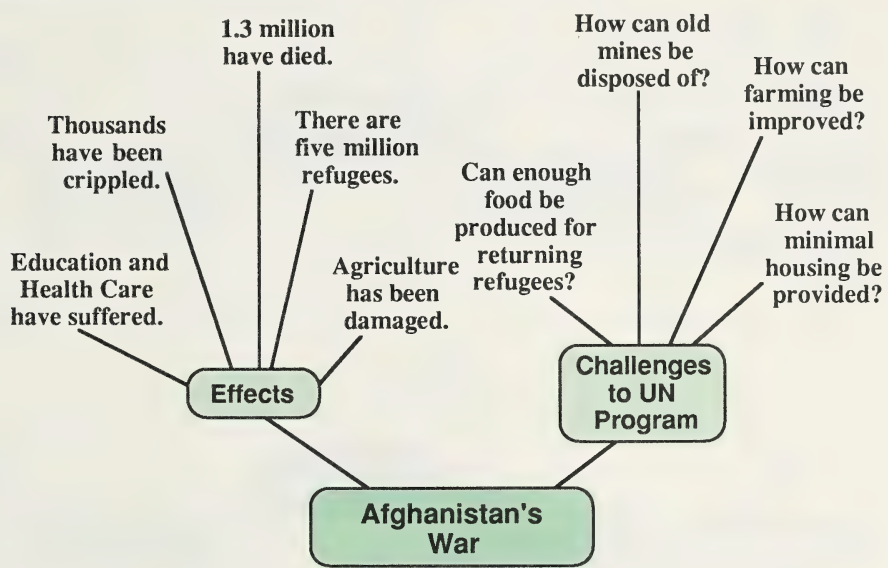 1.3 million
have died.
Thousands
have been
crippled.
There are
five million
refugees.
Education and
Health Care
have suffered.
Agriculture
has been
damaged.
Effects
How can old
mines be
disposed of?
How can
farming be
improved?
Can enough
food be
produced for
returning
refugees?
How can
minimal
housing be
provided?
Challenges
to UN
Program
Afghanistan's
War